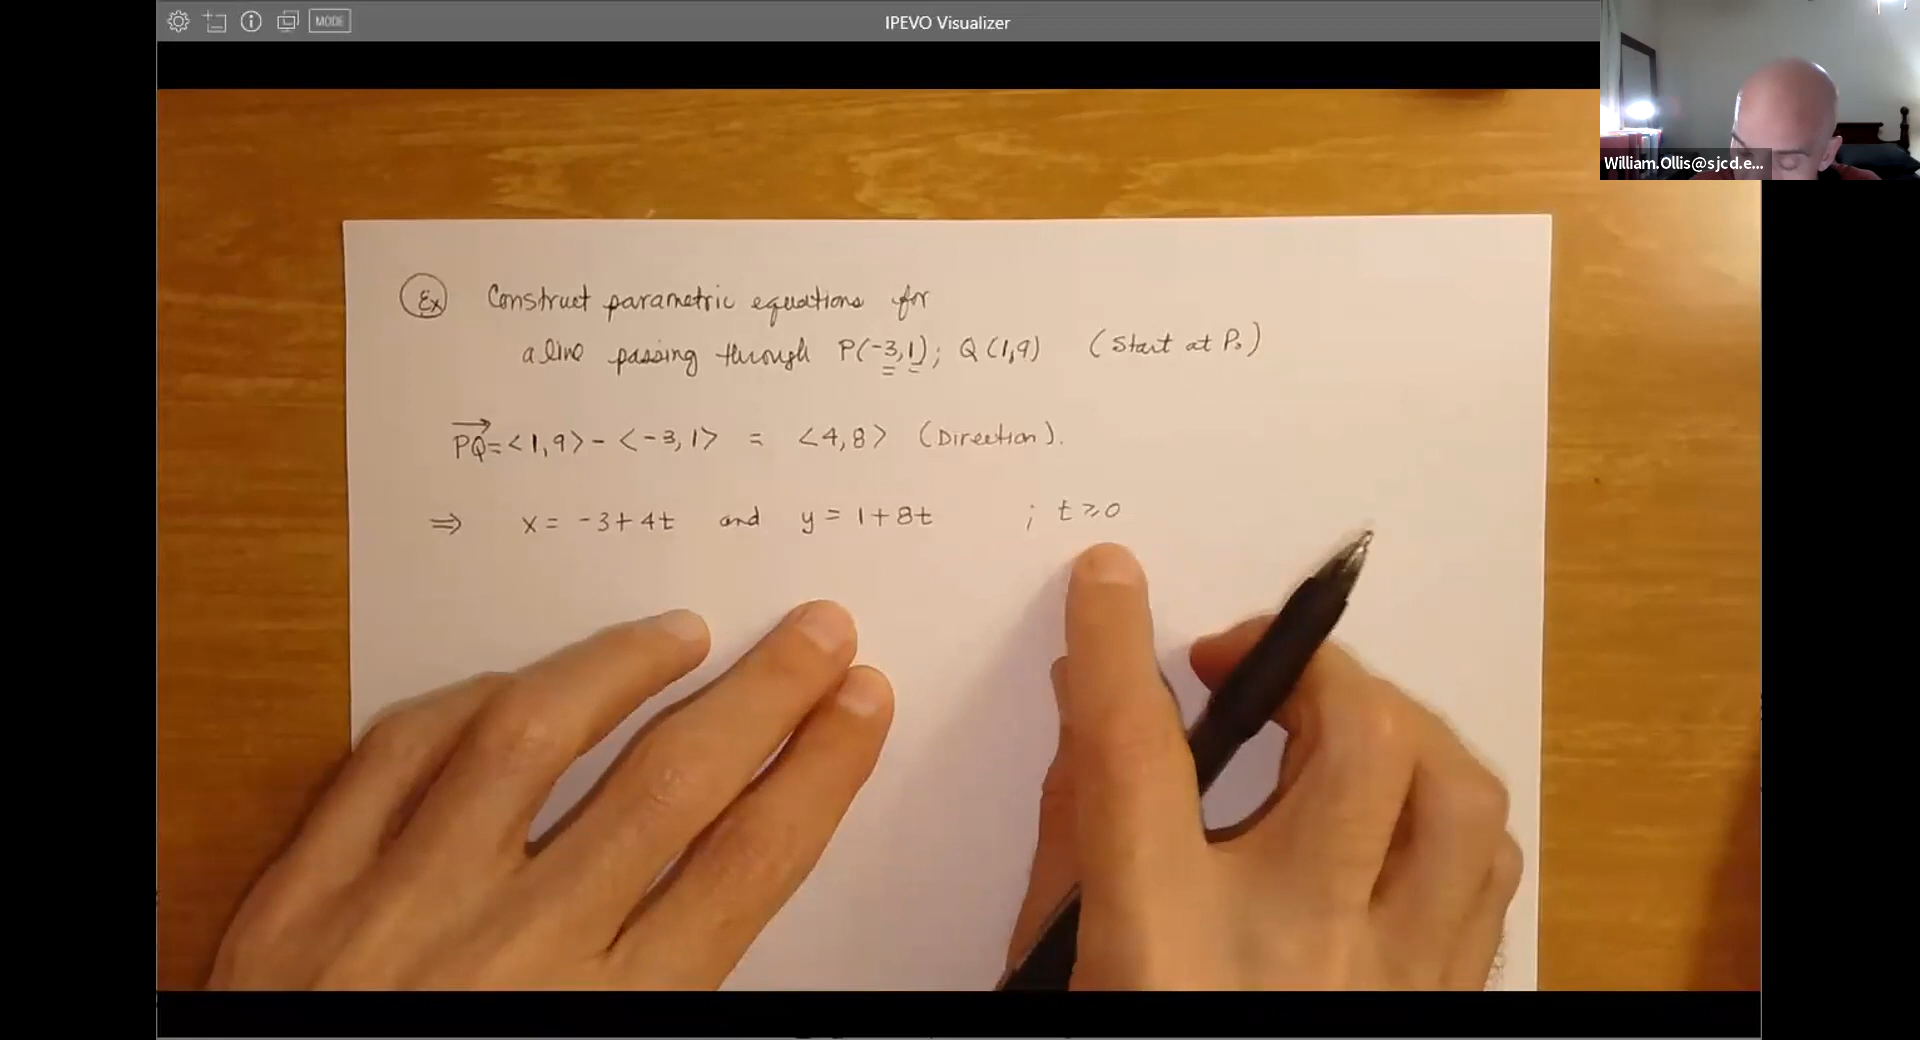 MODE
IPEVO Visualizer
William.Ollis@sjcd.e...
Ex Construct parametric equations for
a line passing through P(-3,1); Q(1,9) (Start at P.)
PQ = <1,9> - <-3,1> = <4,8> (Direction).
⇒ x = -3+4t and y = 1+8t ; t ≥ 0